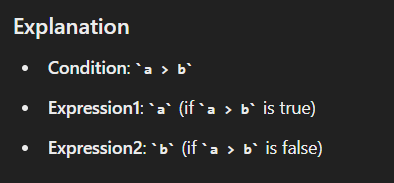 Explanation
• Condition: `a > b`
• Expression1: `a` (if `a > b` is true)
• Expression2: `b` (if `a > b` is false)